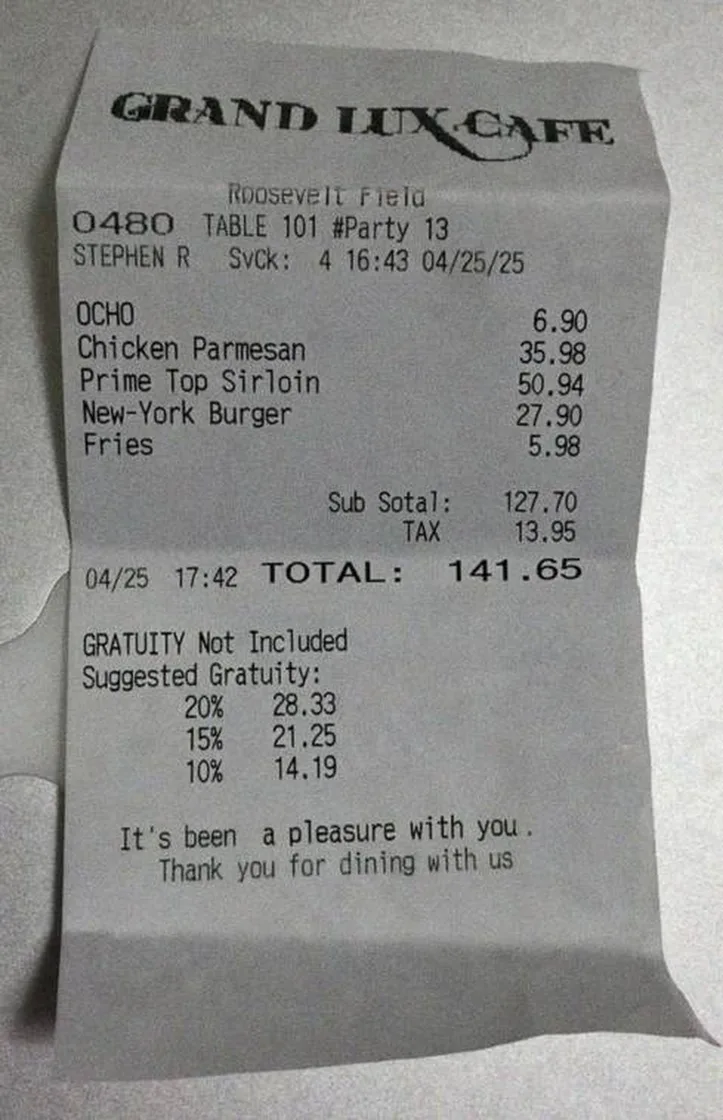 GRAND LUX CAFE
Roosevelt Field
0480 TABLE 101 #Party 13
STEPHEN R SvCk: 4 16:43 04/25/25
OCHO 6.90
Chicken Parmesan 35.98
Prime Top Sirloin 50.94
New-York Burger 27.90
Fries 5.98
Sub Sotal: 127.70
TAX 13.95
04/25 17:42 TOTAL: 141.65
GRATUITY Not Included
Suggested Gratuity:
20% 28.33
15% 21.25
10% 14.19
It's been a pleasure with you.
Thank you for dining with us